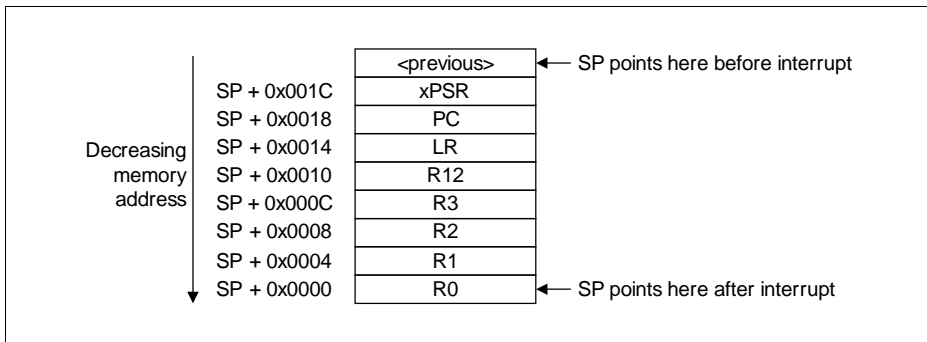 <previous>
SP points here before interrupt
SP + 0x001C
xPSR
SP + 0x0018
PC
SP + 0x0014
LR
Decreasing
memory
address
SP + 0x0010
R12
SP + 0x000C
R3
SP + 0x0008
R2
SP + 0x0004
R1
SP + 0x0000
R0
SP points here after interrupt